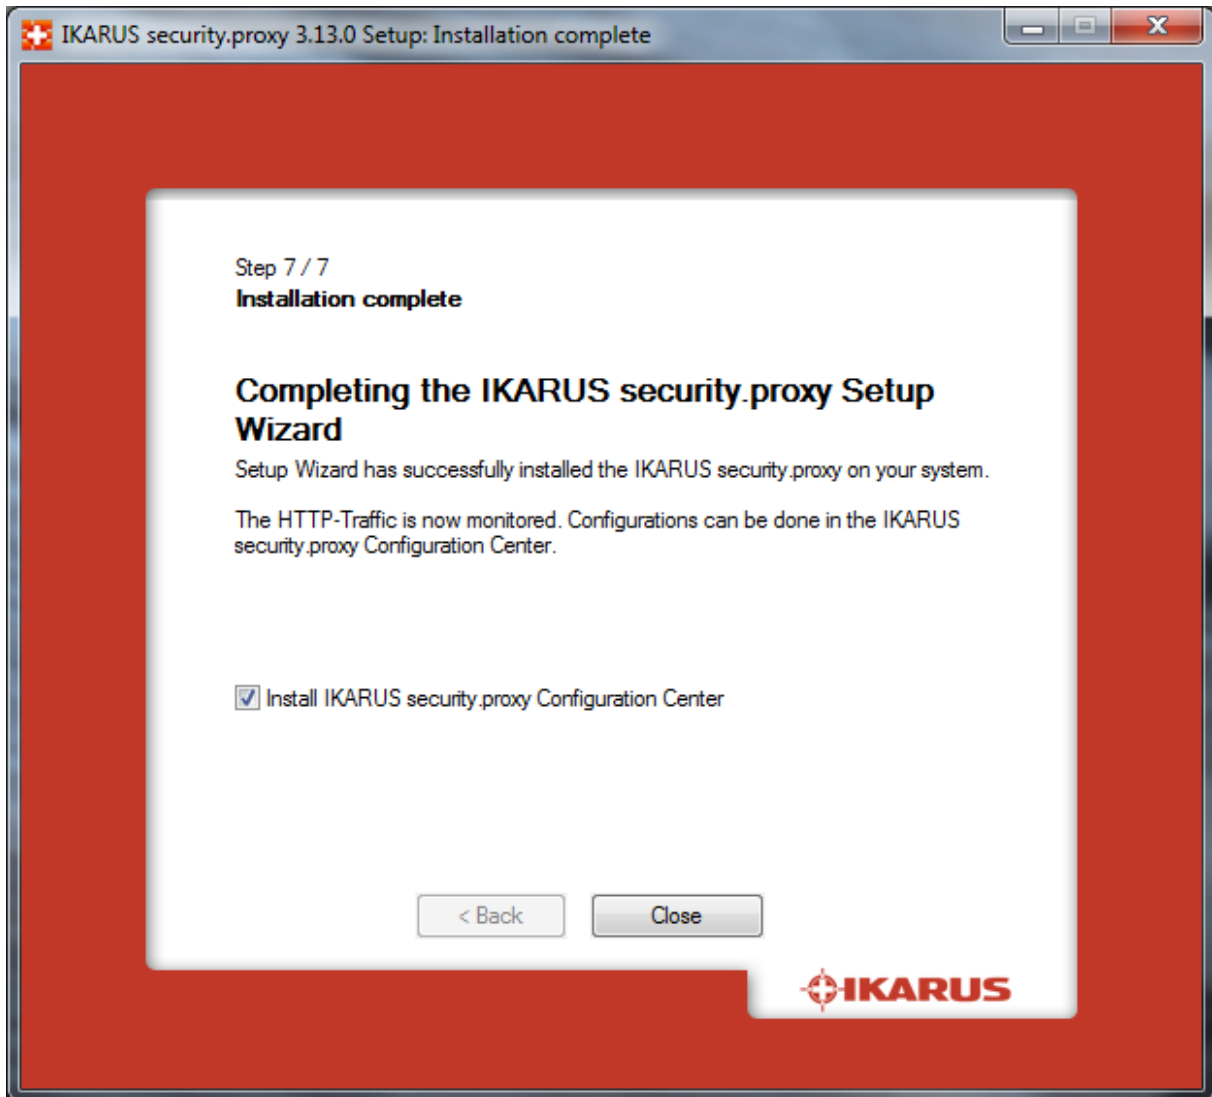 IKARUS security.proxy 3.13.0 Setup: Installation complete
Step 7 / 7
Installation complete
Completing the IKARUS security.proxy Setup
Wizard
Setup Wizard has successfully installed the IKARUS security.proxy on your system.
The HTTP-Traffic is now monitored. Configurations can be done in the IKARUS
security.proxy Configuration Center.
Install IKARUS security.proxy Configuration Center
< Back
Close
IKARUS